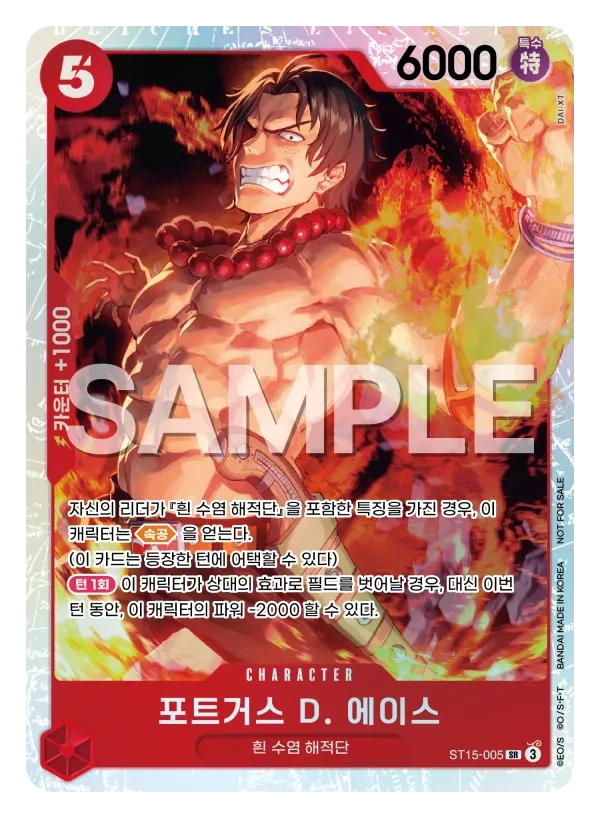 5
6000
특수
特
DAI-XT
카운터 +1000
SAMPLE
자신의 리더가 『흰 수염 해적단』을 포함한 특징을 가진 경우, 이
캐릭터는 속공 을 얻는다.
(이 카드는 등장한 턴에 어택할 수 있다)
턴 1회 이 캐릭터가 상대의 효과로 필드를 벗어날 경우, 대신 이번
턴 동안, 이 캐릭터의 파워 -2000 할 수 있다.
CHARACTER
포트거스 D. 에이스
흰 수염 해적단
ST15-005 SR 3
©E.O/S ©O/S·F·T BANDAI MADE IN KOREA NOT FOR SALE